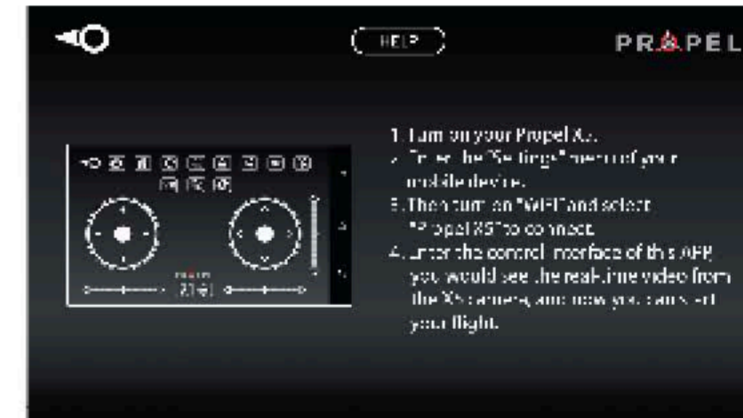 HELP
PROPEL
1. Turn on your Propel X5.
2. Enter the "Settings" menu of your
mobile device.
3. Then turn on "WIFI" and select
"Propel X5" to connect.
4. Enter the control interface of this APP,
you would see the real-time video from
the X5 camera, and now you can start
your flight.